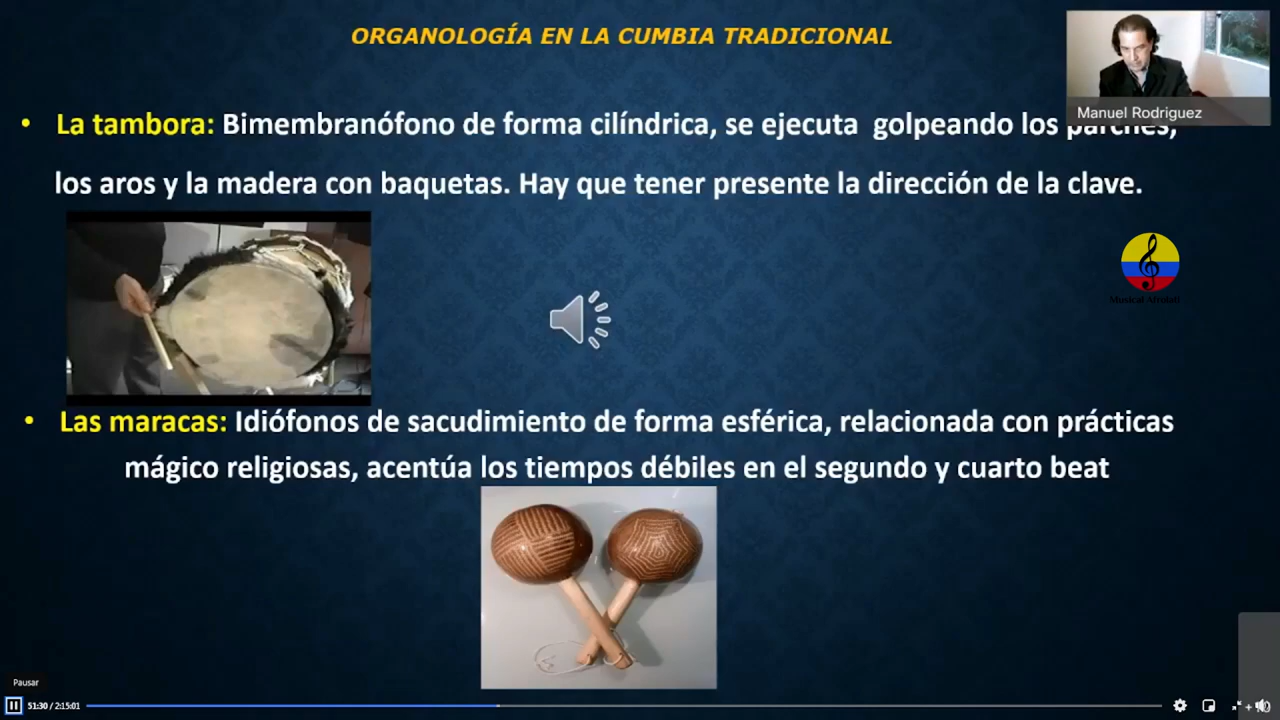 ORGANOLOGÍA EN LA CUMBIA TRADICIONAL
Manuel Rodriguez
• La tambora: Bimembranófono de forma cilíndrica, se ejecuta golpeando los parches,
los aros y la madera con baquetas. Hay que tener presente la dirección de la clave.
• Las maracas: Idiófonos de sacudimiento de forma esférica, relacionada con prácticas
mágico religiosas, acentúa los tiempos débiles en el segundo y cuarto beat
Pausar
51:30 / 2:15:01